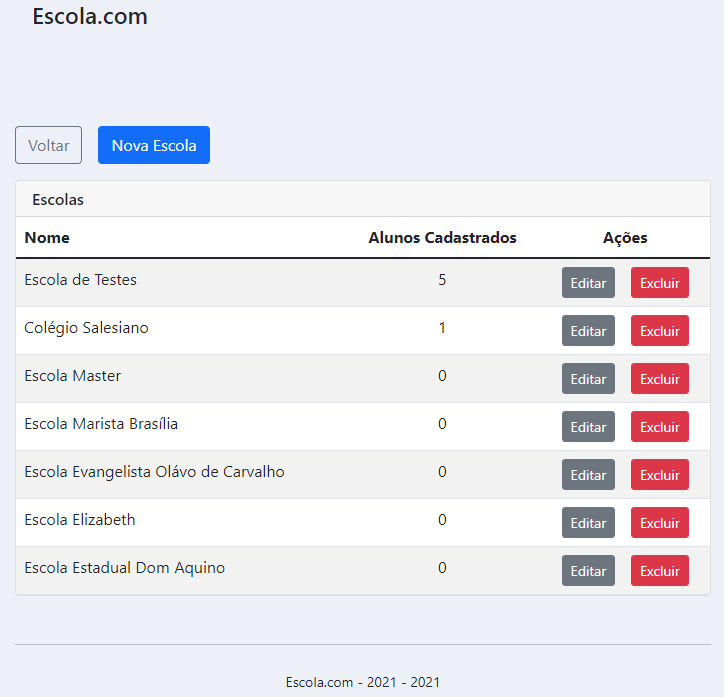 Escola.com
Voltar Nova Escola
Escolas
Nome Alunos Cadastrados Ações
Escola de Testes 5 Editar Excluir
Colégio Salesiano 1 Editar Excluir
Escola Master 0 Editar Excluir
Escola Marista Brasília 0 Editar Excluir
Escola Evangelista Olávo de Carvalho 0 Editar Excluir
Escola Elizabeth 0 Editar Excluir
Escola Estadual Dom Aquino 0 Editar Excluir
Escola.com - 2021 - 2021